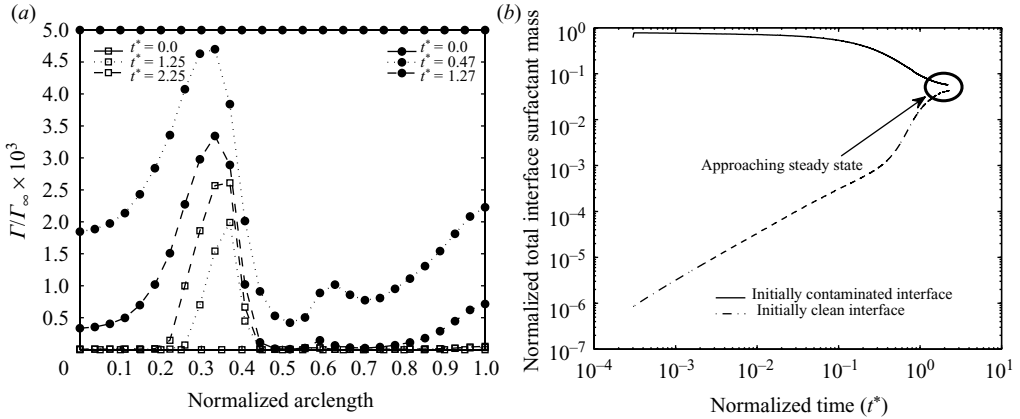 (a)
5.0
4.5
4.0
3.5
3.0
2.5
2.0
1.5
1.0
0.5
0
Γ/Γ∞ × 10³
t* = 0.0
t* = 1.25
t* = 2.25
t* = 0.0
t* = 0.47
t* = 1.27
0.1 0.2 0.3 0.4 0.5 0.6 0.7 0.8 0.9 1.0
Normalized arclength
(b)
Normalized total interface surfactant mass
10⁰
10⁻¹
10⁻²
10⁻³
10⁻⁴
10⁻⁵
10⁻⁶
10⁻⁷
Approaching steady state
Initially contaminated interface
Initially clean interface
10⁻⁴ 10⁻² 10⁻¹ 10⁰ 10¹
Normalized time (t*)